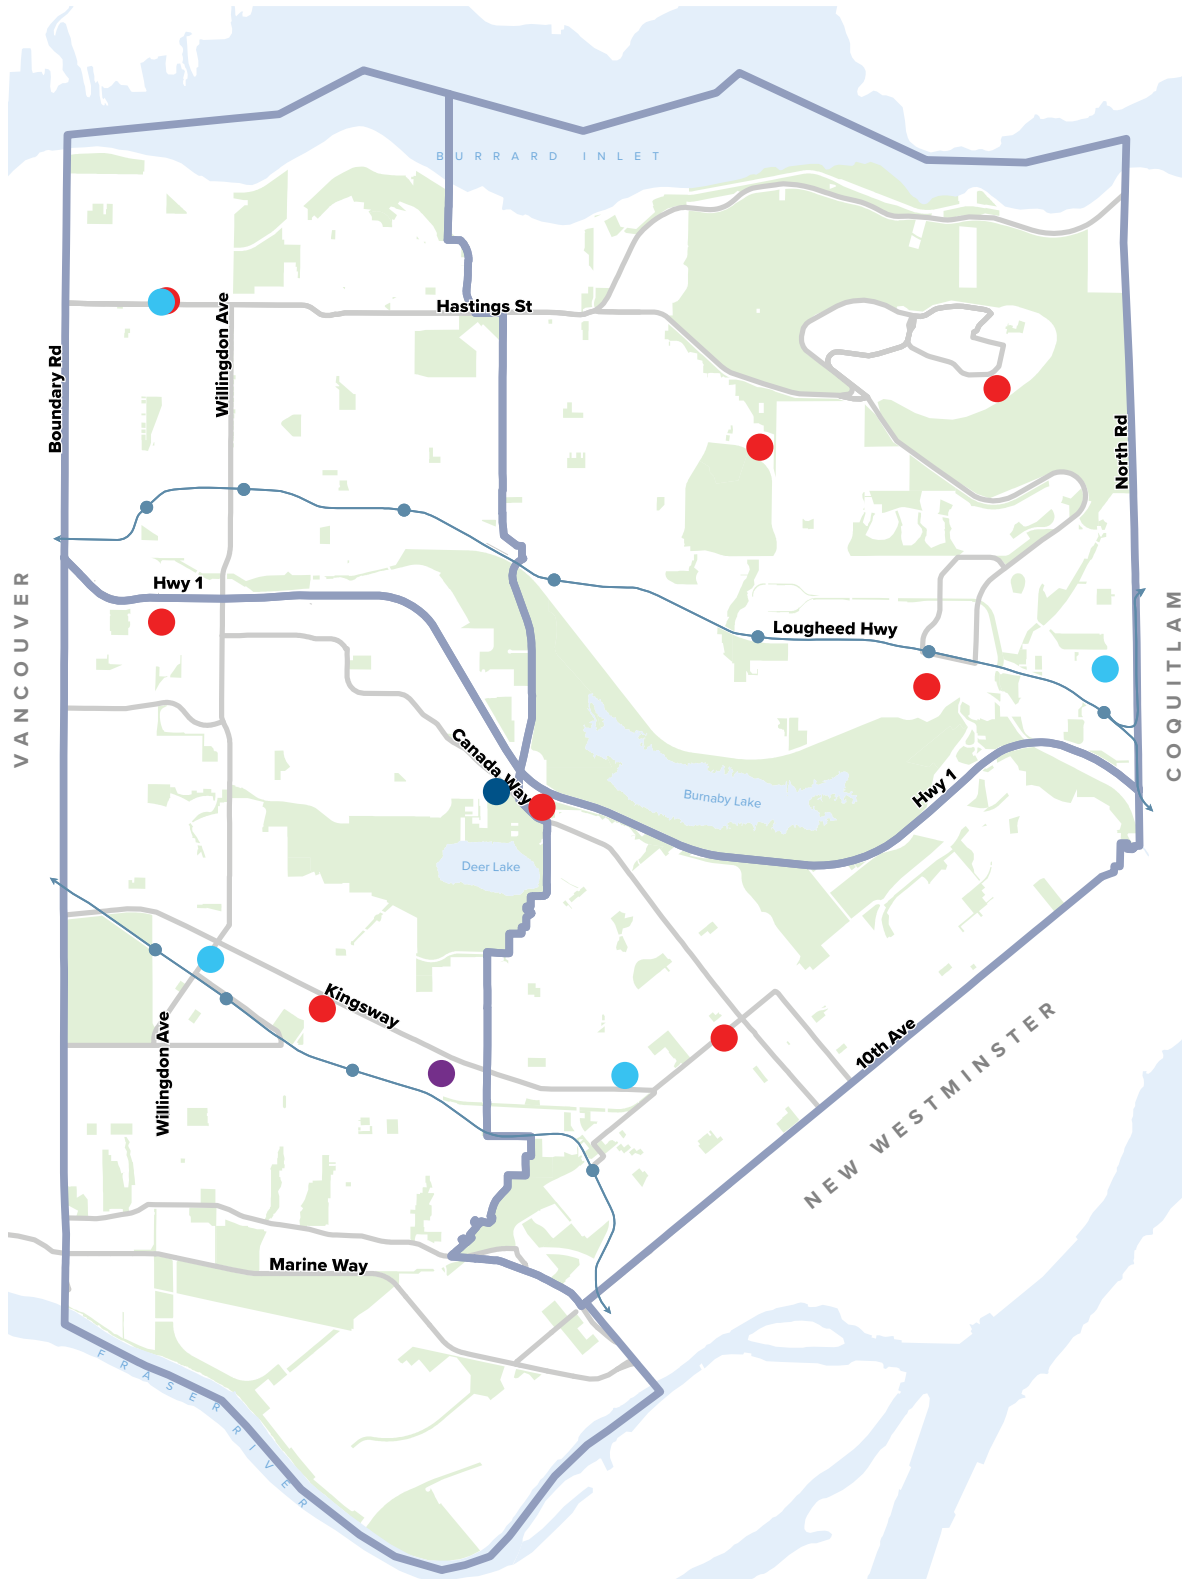 BURRARD INLET
Hastings St
Willingdon Ave
Boundary Rd
North Rd
Hwy 1
Lougheed Hwy
VANCOUVER
COQUITLAM
Canada Way
Hwy 1
Burnaby Lake
Deer Lake
Kingsway
Willingdon Ave
10th Ave
NEW WESTMINSTER
Marine Way
FRASER RIVER